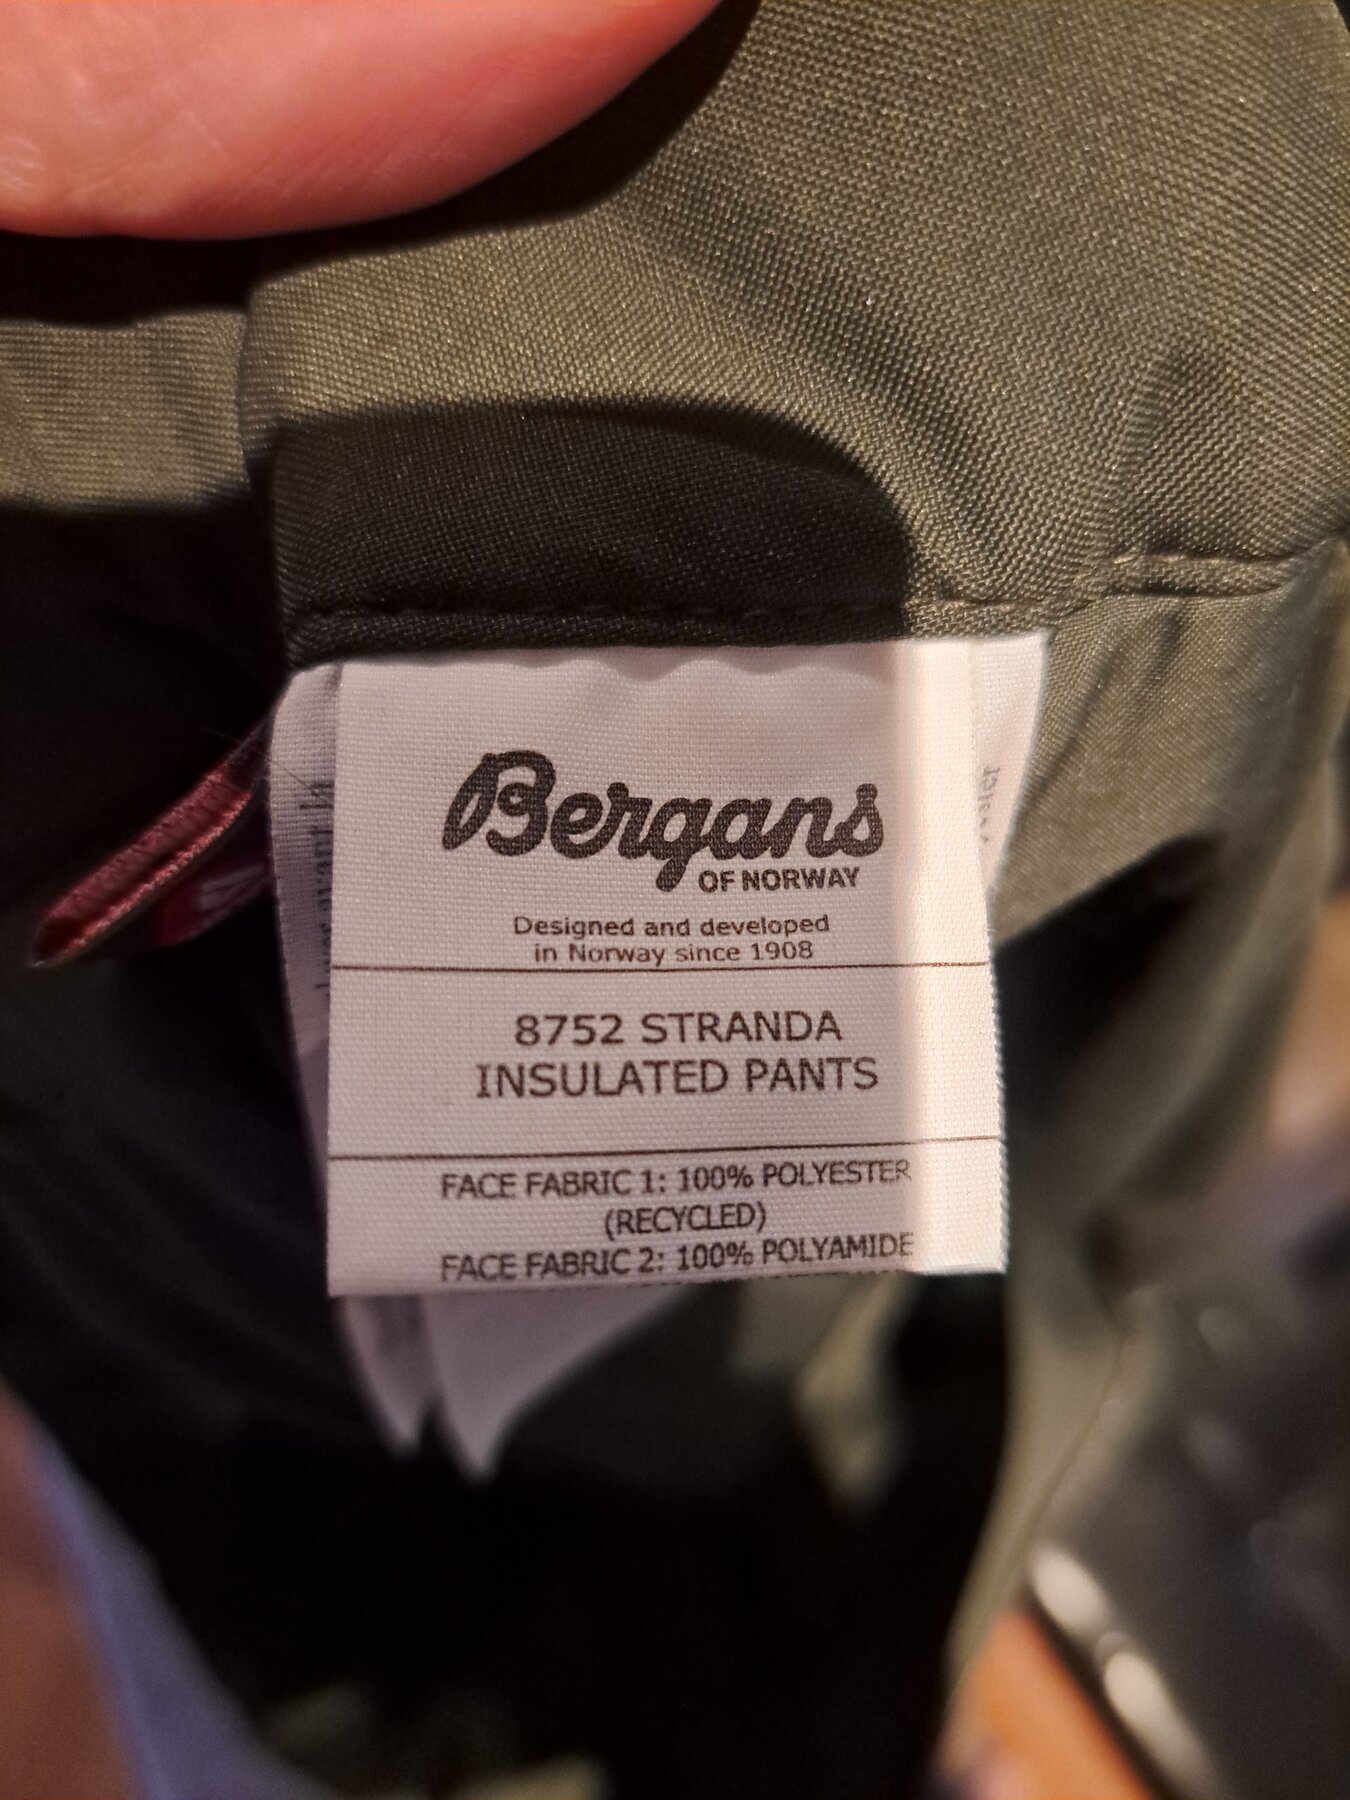 Bergans
OF NORWAY
Designed and developed
in Norway since 1908
8752 STRANDA
INSULATED PANTS
FACE FABRIC 1: 100% POLYESTER
(RECYCLED)
FACE FABRIC 2: 100% POLYAMIDE